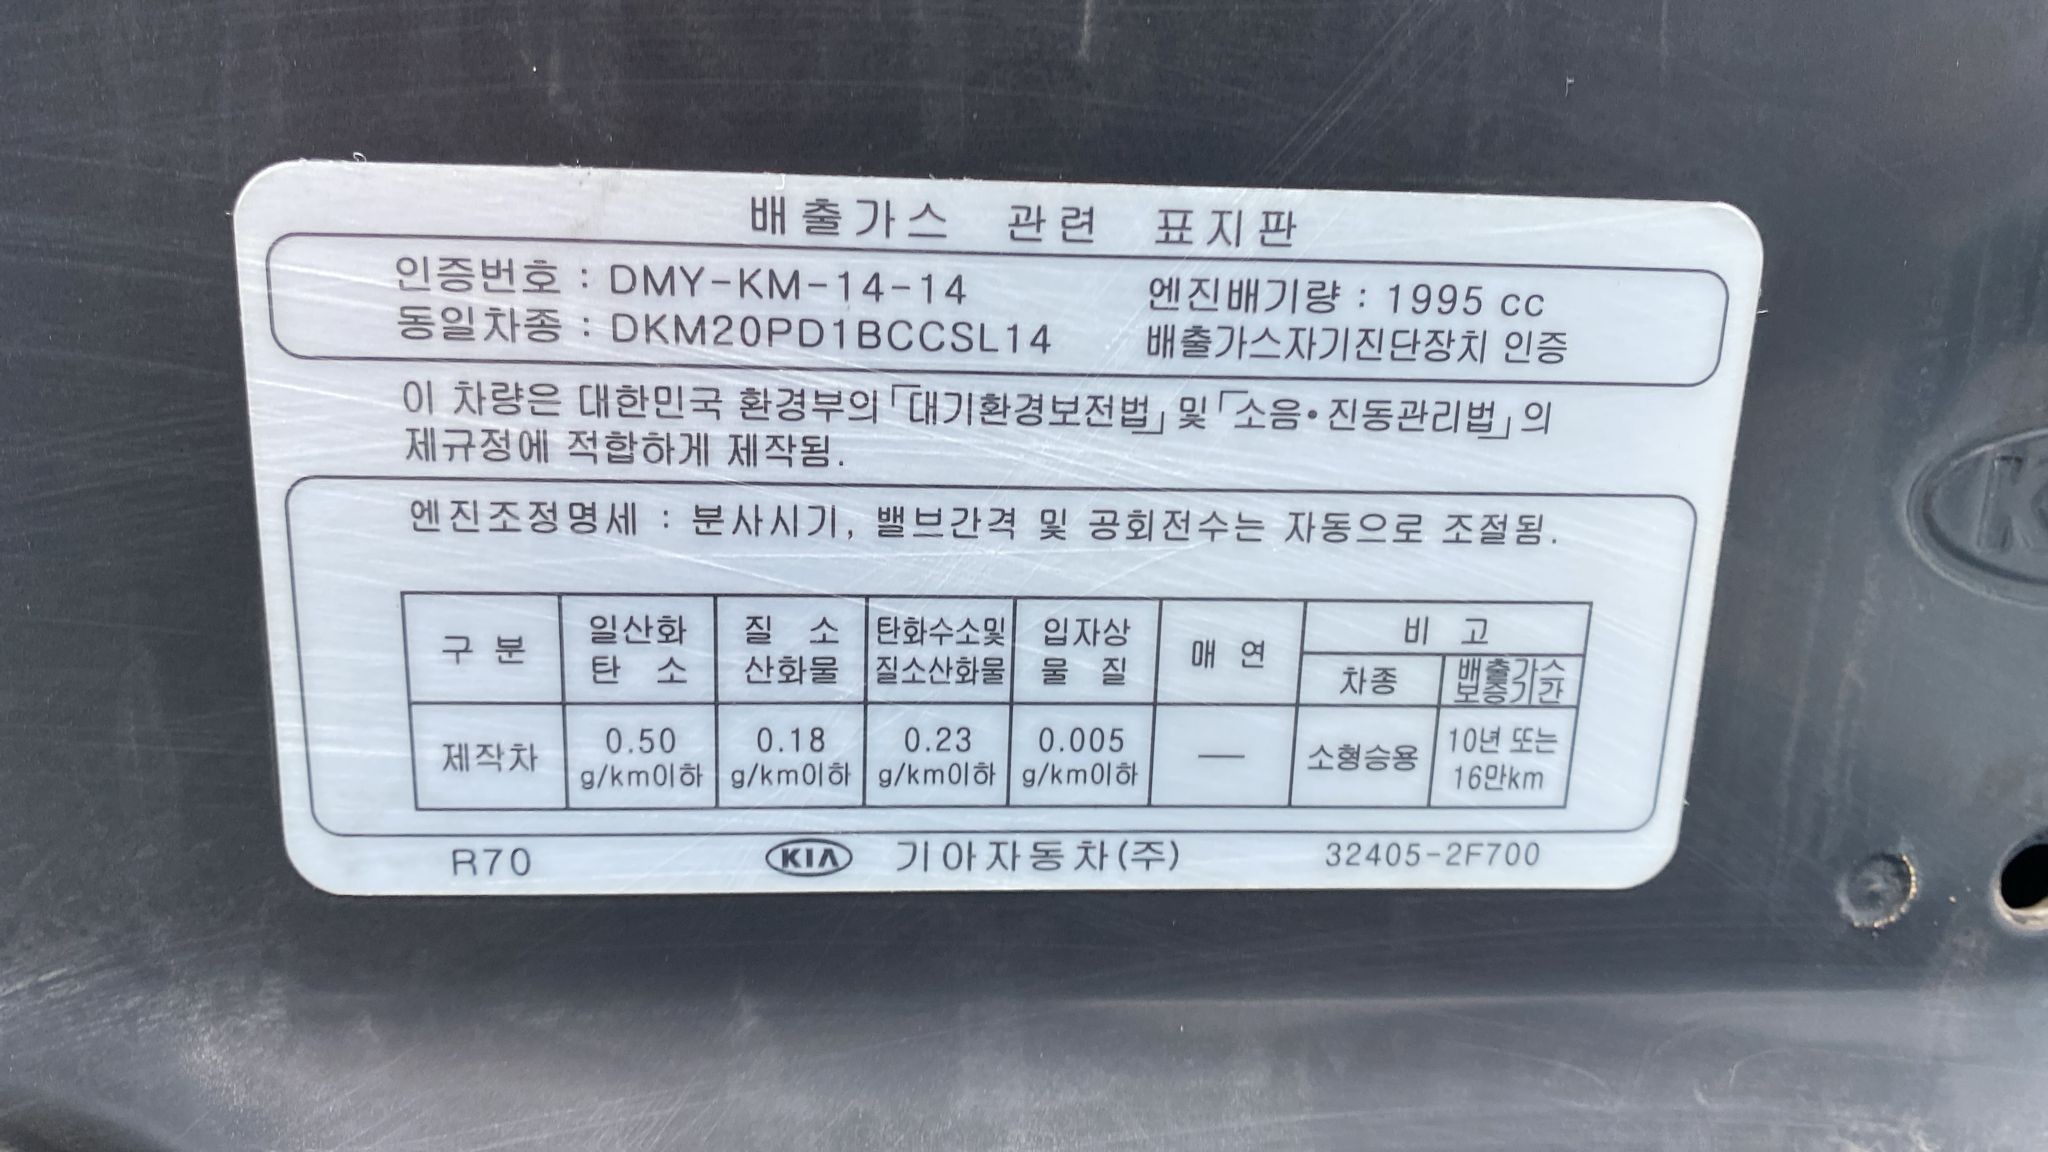 배출가스 관련 표지판
인증번호 : DMY-KM-14-14
엔진배기량 : 1995 cc
동일차종 : DKM20PD1BCCSL14
배출가스자기진단장치 인증
이 차량은 대한민국 환경부의 「대기환경보전법」 및 「소음•진동관리법」의
제규정에 적합하게 제작됨.
엔진조정명세 : 분사시기, 밸브간격 및 공회전수는 자동으로 조절됨.
구분
일산화
탄소
질소
산화물
탄화수소및
질소산화물
입자상
물질
매연
비고
차종
배출가스
보증기간
제작차
0.50
g/km이하
0.18
g/km이하
0.23
g/km이하
0.005
g/km이하
—
소형승용
10년 또는
16만km
R70
KIA 기아자동차(주)
32405-2F700